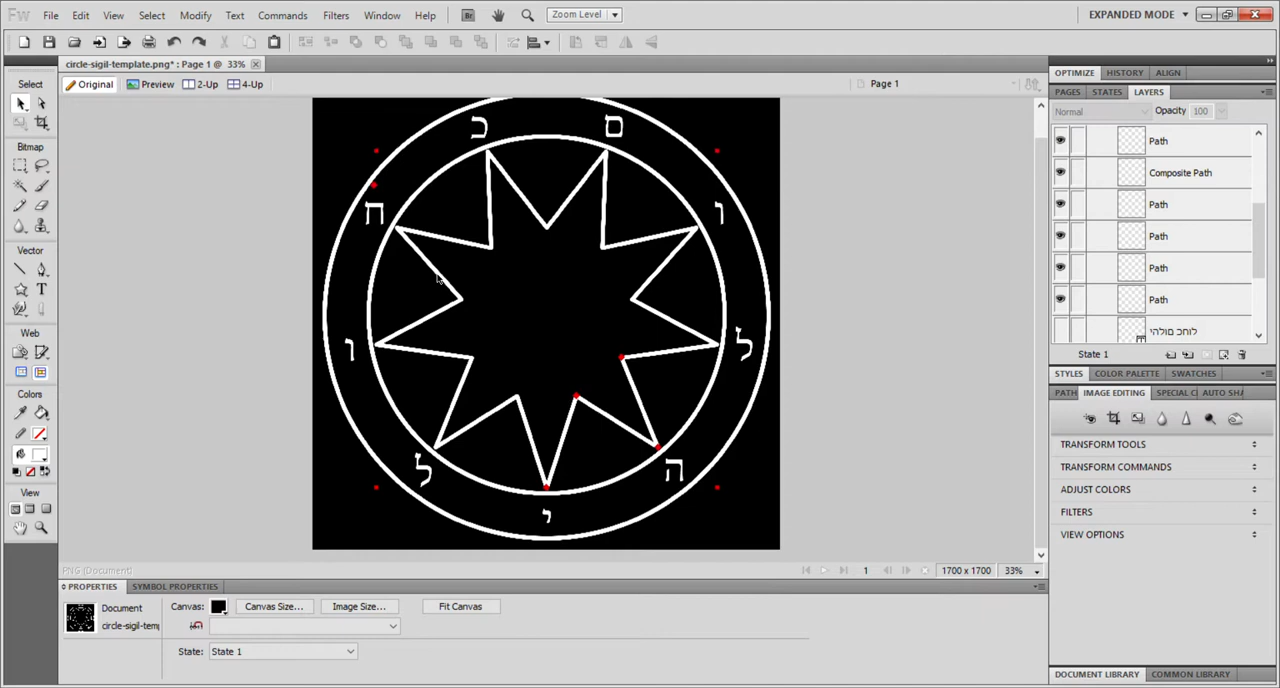 Fw File Edit View Select Modify Text Commands Filters Window Help Br Zoom Level EXPANDED MODE
circle-sigil-template.png* : Page 1 @ 33%
Original Preview 2-Up 4-Up Page 1
Select
Bitmap
Vector
Web
Colors
View
כ
ם
ח
ו
ו
ל
ל
ה
י
OPTIMIZE HISTORY ALIGN
PAGES STATES LAYERS
Normal Opacity 100
Path
Composite Path
Path
Path
Path
Path
State 1
STYLES COLOR PALETTE SWATCHES
PATH IMAGE EDITING SPECIAL C AUTO SHA
TRANSFORM TOOLS
TRANSFORM COMMANDS
ADJUST COLORS
FILTERS
VIEW OPTIONS
PNG (Document) 1 1700 x 1700 33%
PROPERTIES SYMBOL PROPERTIES
Document Canvas: Canvas Size... Image Size... Fit Canvas
circle-sigil-temp
State: State 1
DOCUMENT LIBRARY COMMON LIBRARY